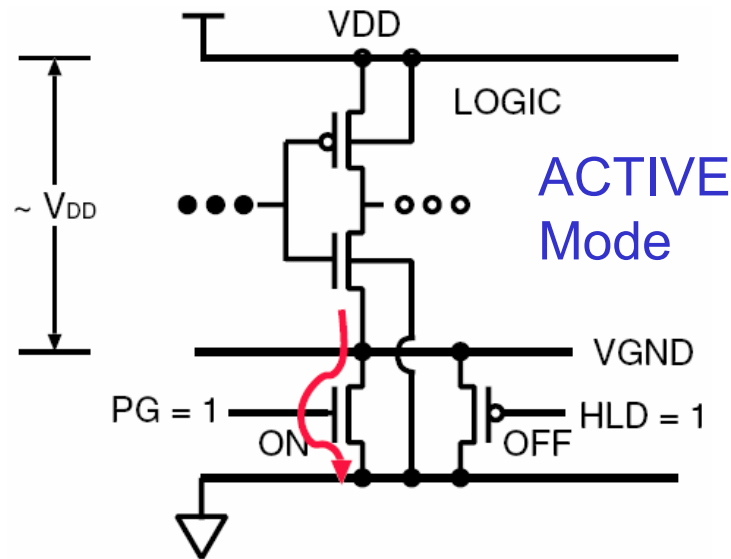 VDD
LOGIC
~ VDD
ACTIVE
Mode
VGND
PG = 1
ON
OFF
HLD = 1